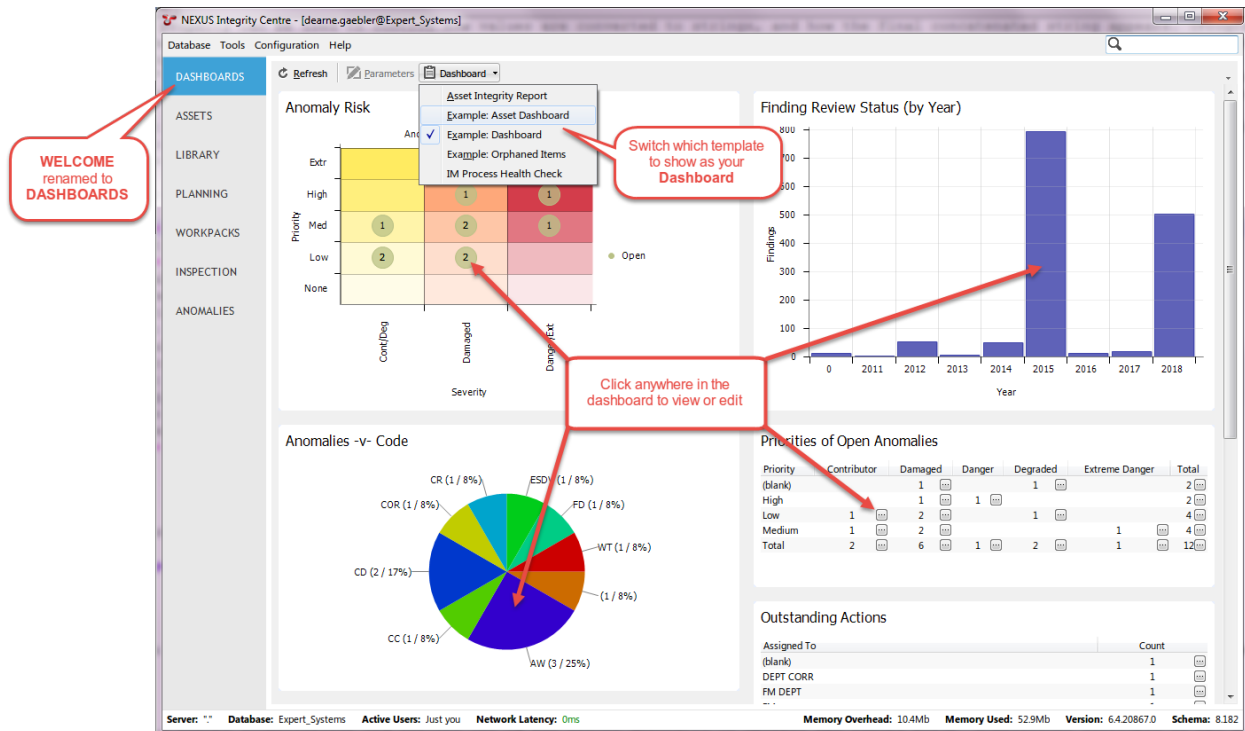 NEXUS Integrity Centre - [dearne.gaebler@Expert_Systems]
Database Tools Configuration Help
DASHBOARDS
ASSETS
LIBRARY
PLANNING
WORKPACKS
INSPECTION
ANOMALIES
WELCOME
renamed to
DASHBOARDS
Refresh Parameters Dashboard
Asset Integrity Report
Example: Asset Dashboard
Example: Dashboard
Example: Orphaned Items
IM Process Health Check
Switch which template
to show as your
Dashboard
Anomaly Risk
Extr
High 1 1
Med 1 2 1
Low 2 2
None
Priority
Cont/Deg Damaged
Severity
Open
Finding Review Status (by Year)
800
700
600
500
400
300
200
100
0
Findings
0 2011 2012 2013 2014 2015 2016 2017 2018
Year
Click anywhere in the
dashboard to view or edit
Anomalies -v- Code
CR (1 / 8%)
ESDV (1 / 8%)
COR (1 / 8%)
FD (1 / 8%)
WT (1 / 8%)
CD (2 / 17%)
(1 / 8%)
CC (1 / 8%)
AW (3 / 25%)
Priorities of Open Anomalies
Priority Contributor Damaged Danger Degraded Extreme Danger Total
(blank) 1 1 2
High 1 1 2
Low 1 2 1 4
Medium 1 2 1 4
Total 2 6 1 2 1 12
Outstanding Actions
Assigned To Count
(blank) 1
DEPT CORR 1
FM DEPT 1
Server: "." Database: Expert_Systems Active Users: Just you Network Latency: 0ms Memory Overhead: 10.4Mb Memory Used: 52.9Mb Version: 6.4.20867.0 Schema: 8.182